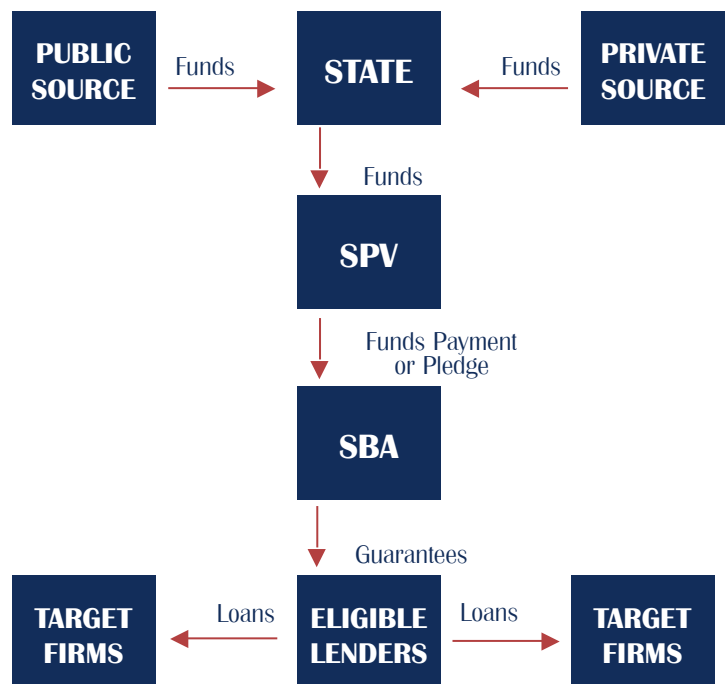 PUBLIC
SOURCE
Funds
STATE
Funds
PRIVATE
SOURCE
Funds
SPV
Funds Payment
or Pledge
SBA
Guarantees
TARGET
FIRMS
Loans
ELIGIBLE
LENDERS
Loans
TARGET
FIRMS